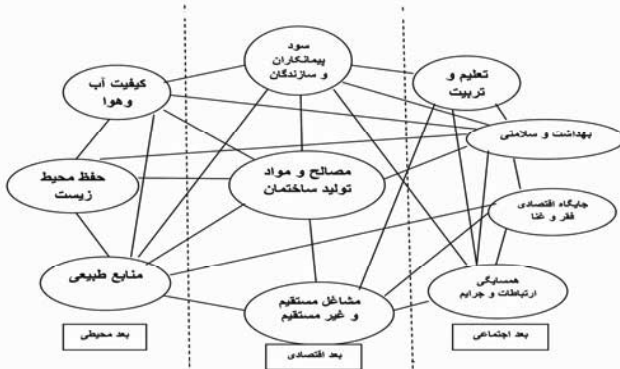 سود
پیمانکاران
و سازندگان
تعلیم و
تربیت
کیفیت آب
وهوا
بهداشت و سلامتی
مصالح و مواد
تولید ساختمان
حفظ محیط
زیست
جایگاه اقتصادی
فقر و غنا
منابع طبیعی
همسایگی
ارتباطات و جرایم
مشاغل مستقیم
و غیر مستقیم
بعد اجتماعی
بعد اقتصادی
بعد محیطی